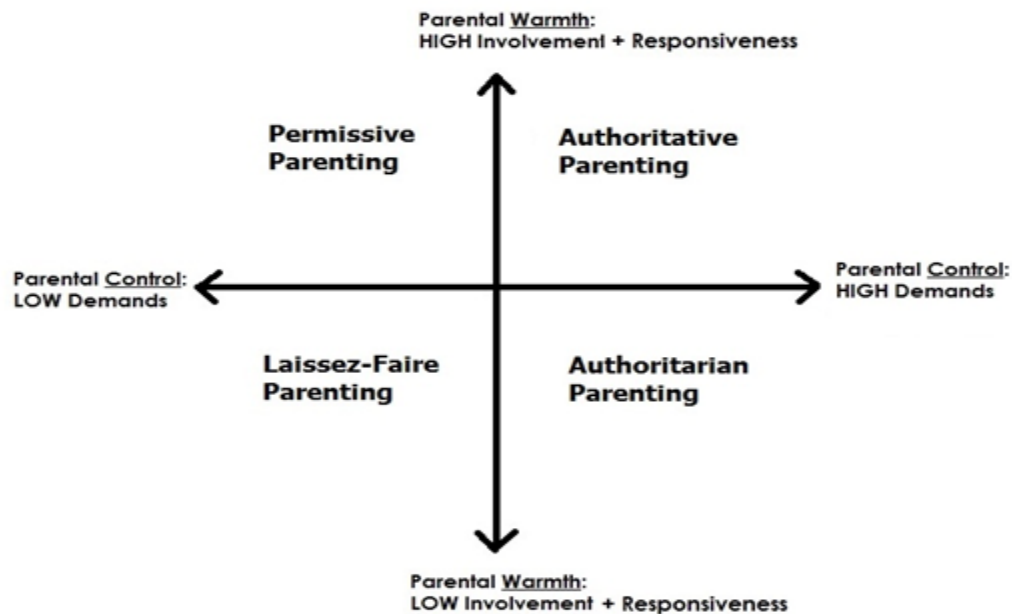 Parental Warmth:
HIGH Involvement + Responsiveness
Permissive
Parenting
Authoritative
Parenting
Parental Control:
LOW Demands
Parental Control:
HIGH Demands
Laissez-Faire
Parenting
Authoritarian
Parenting
Parental Warmth:
LOW Involvement + Responsiveness